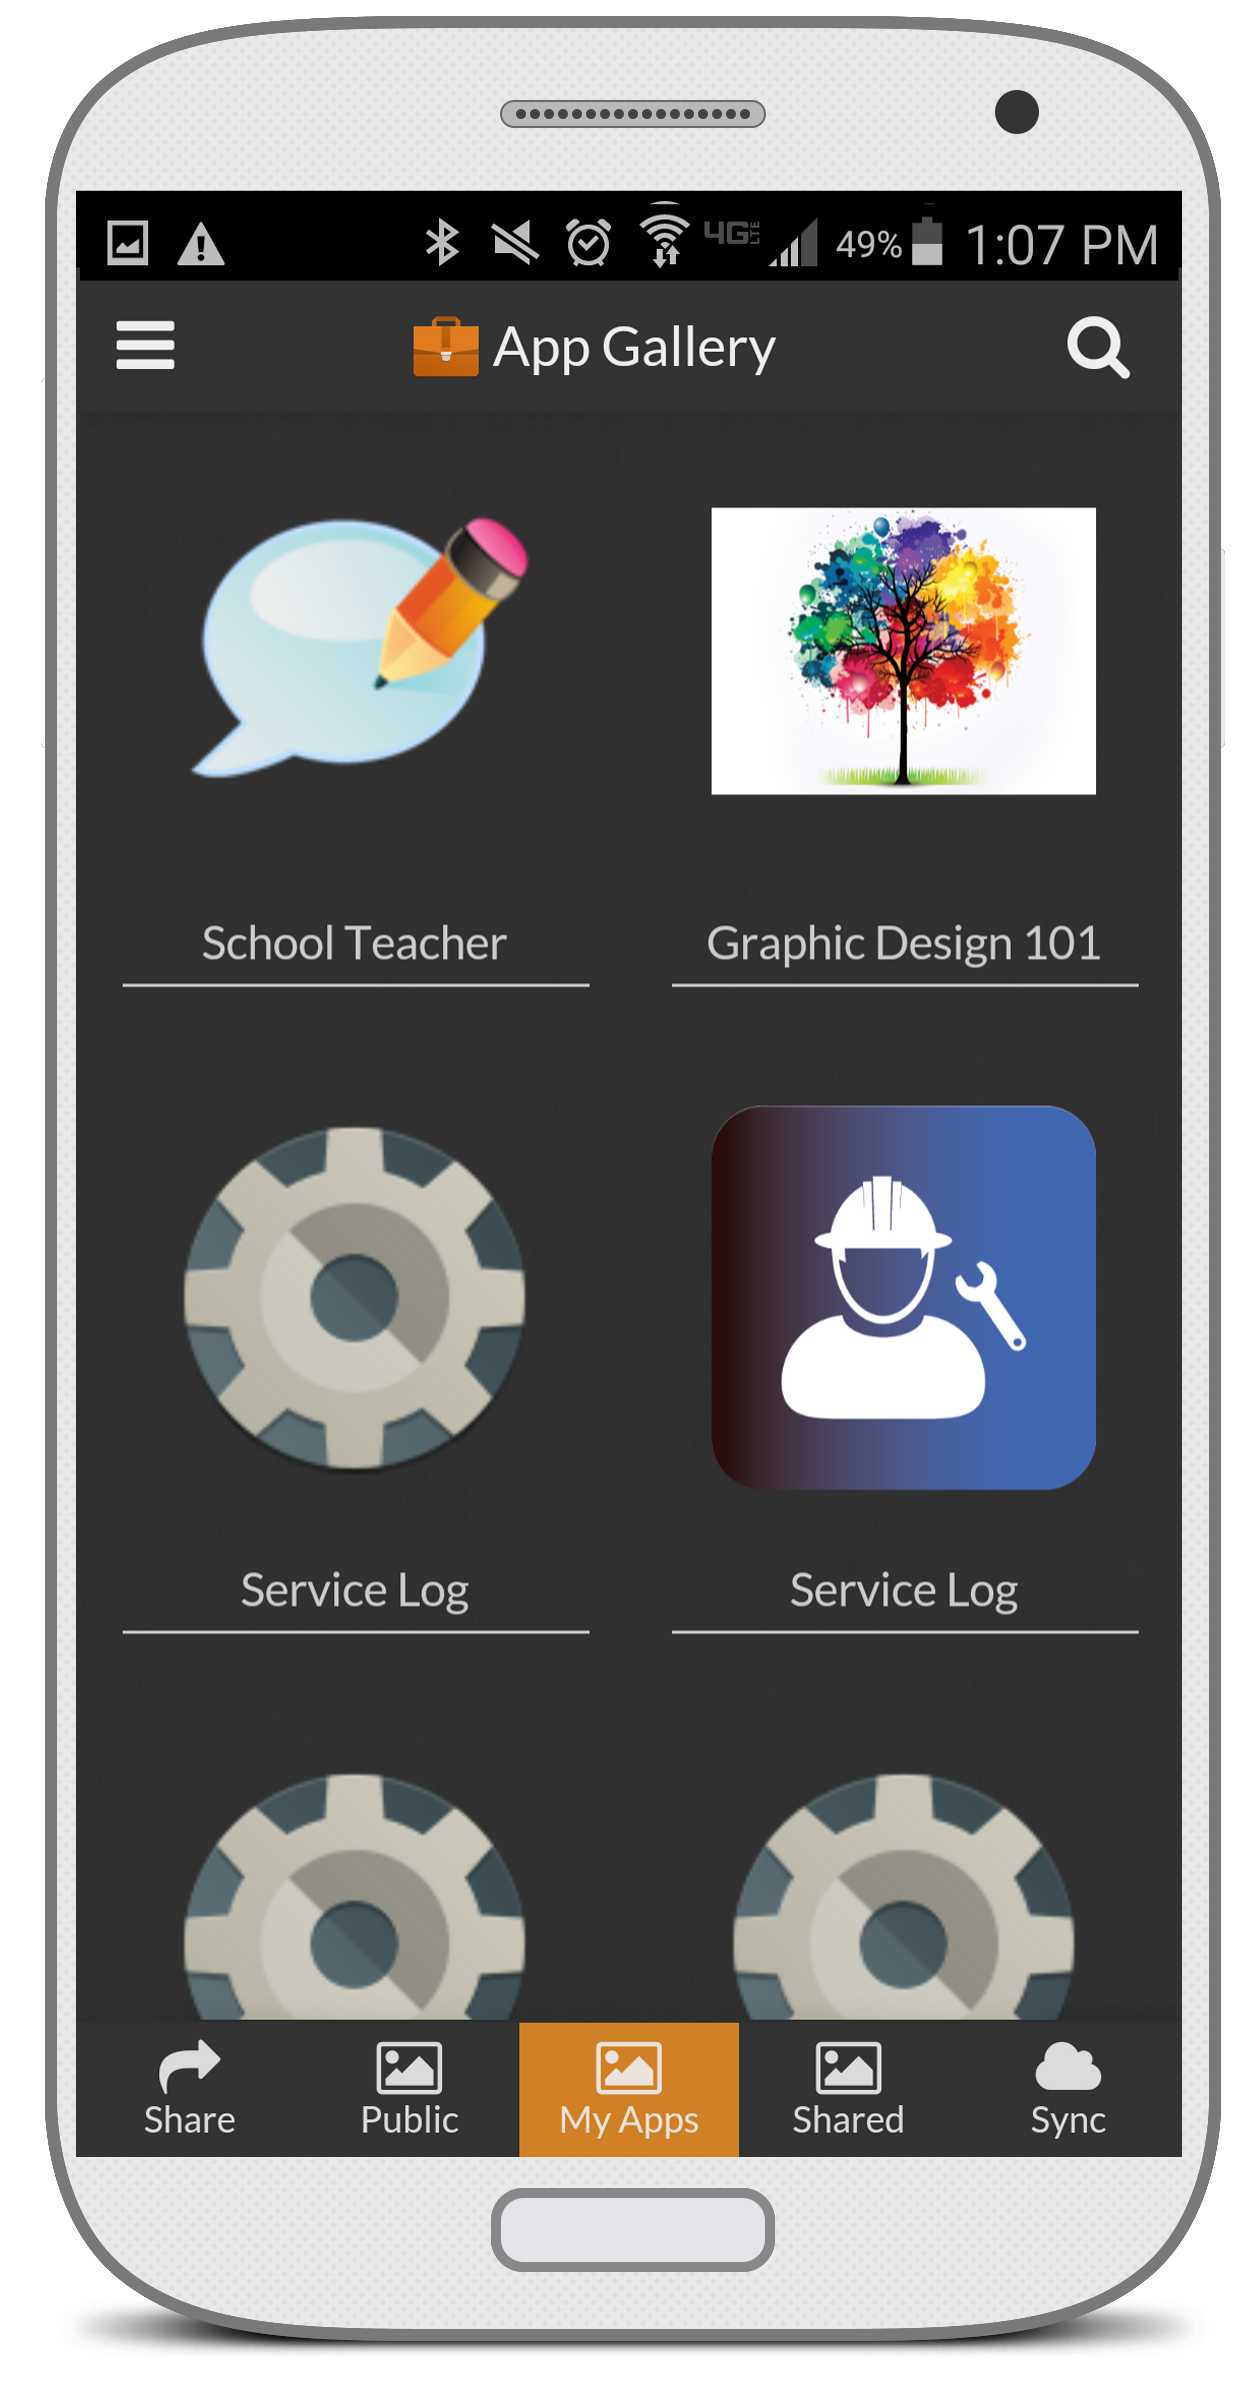 4G LTE 49% 1:07 PM
App Gallery
School Teacher
Graphic Design 101
Service Log
Service Log
Share
Public
My Apps
Shared
Sync